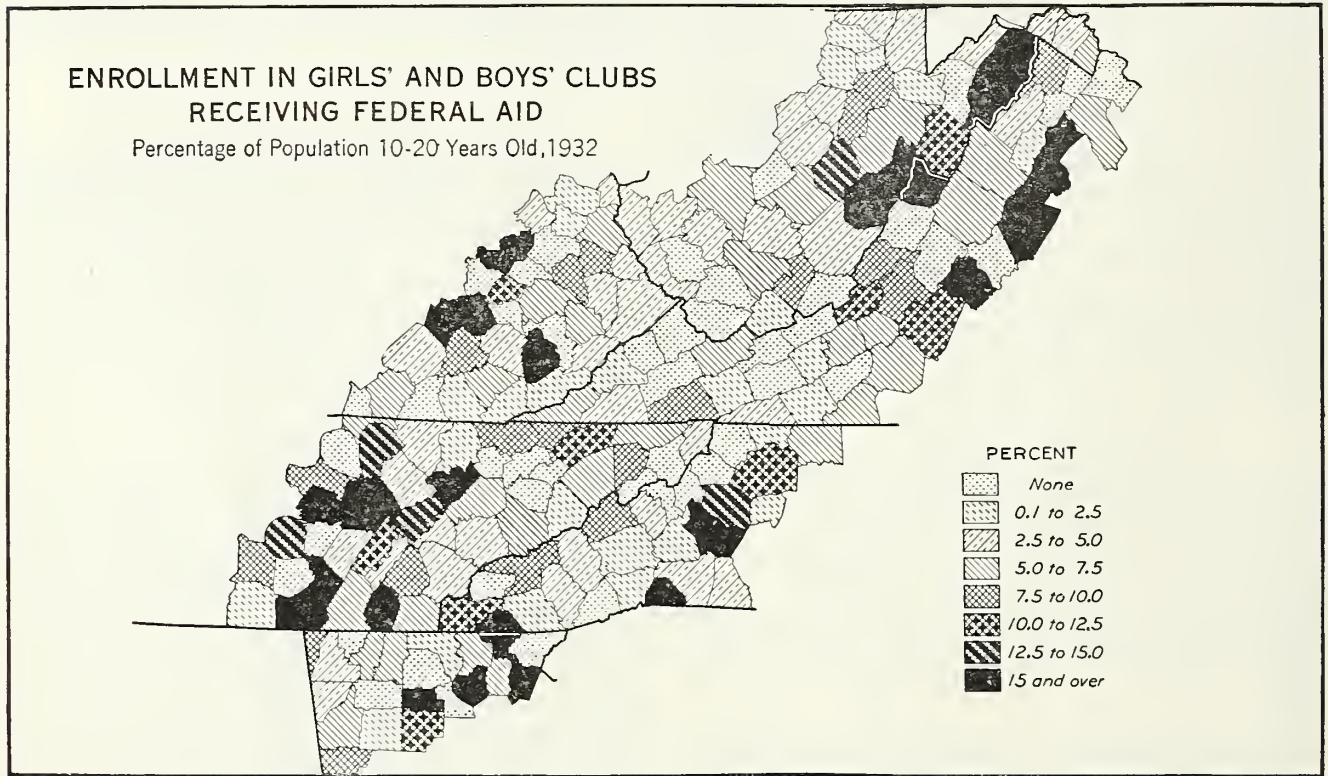 ENROLLMENT IN GIRLS' AND BOYS' CLUBS
RECEIVING FEDERAL AID
Percentage of Population 10-20 Years Old, 1932
PERCENT
None
0.1 to 2.5
2.5 to 5.0
5.0 to 7.5
7.5 to 10.0
10.0 to 12.5
12.5 to 15.0
15 and over